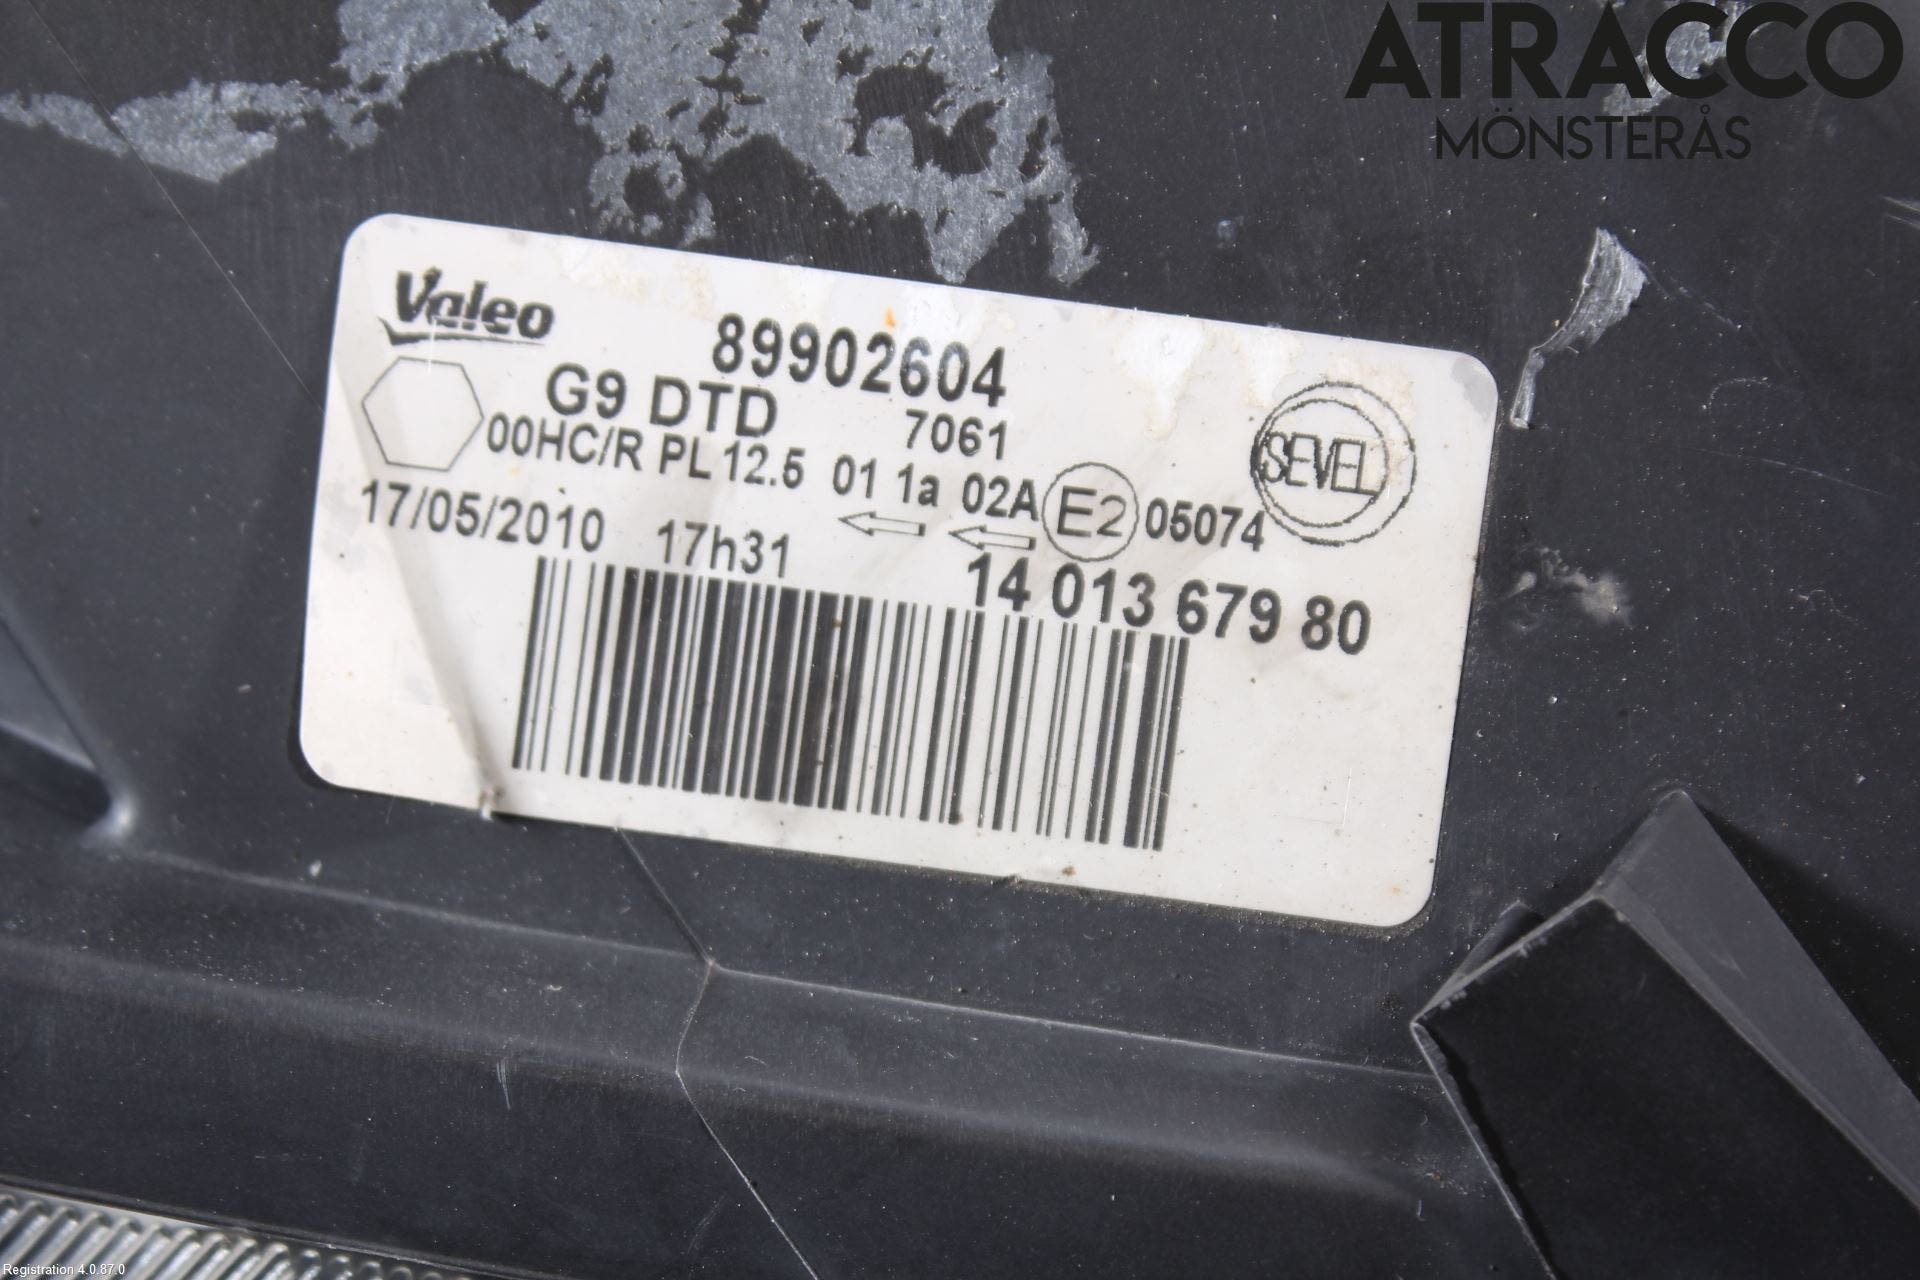 ATRACCO
MÖNSTERÅS
Valeo
89902604
G9 DTD 7061
00HC/R PL 12.5 01 1a 02A E2 05074
SEVEL
17/05/2010 17h31
14 013 679 80
Registration 4.0.87.0